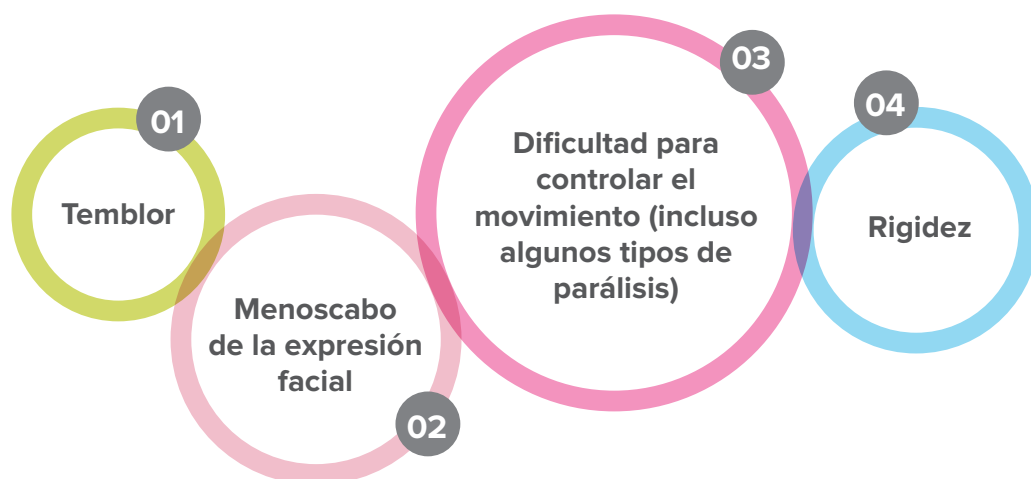 01
Temblor
02
Menoscabo
de la expresión
facial
03
Dificultad para
controlar el
movimiento (incluso
algunos tipos de
parálisis)
04
Rigidez